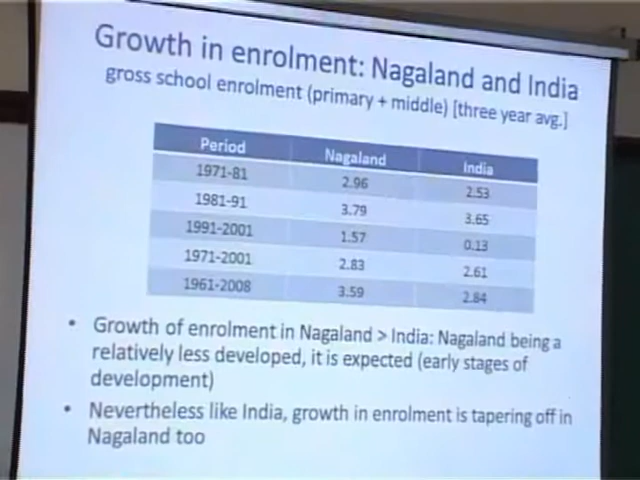 Growth in enrolment: Nagaland and India
gross school enrolment (primary + middle) [three year avg.]
Period Nagaland India
1971-81 2.96 2.53
1981-91 3.79 3.65
1991-2001 1.57 0.13
1971-2001 2.83 2.61
1961-2008 3.59 2.84
• Growth of enrolment in Nagaland > India: Nagaland being a
relatively less developed, it is expected (early stages of
development)
• Nevertheless like India, growth in enrolment is tapering off in
Nagaland too